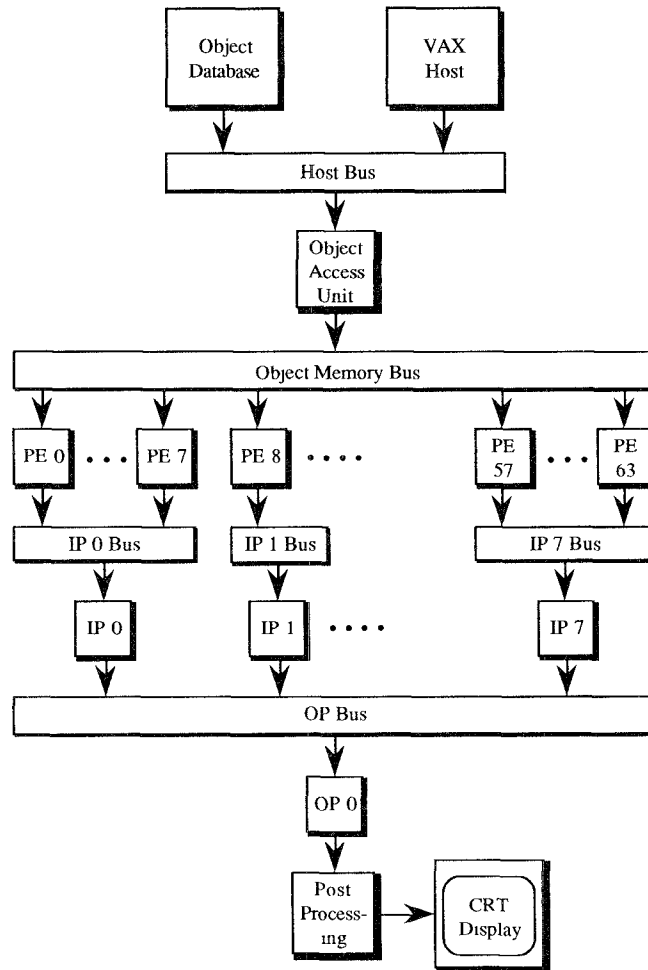 Object
Database
VAX
Host
Host Bus
Object
Access
Unit
Object Memory Bus
PE 0
• • •
PE 7
PE 8
• • • •
PE
57
• • •
PE
63
IP 0 Bus
IP 1 Bus
IP 7 Bus
IP 0
IP 1
• • • •
IP 7
OP Bus
OP 0
Post
Process-
ing
CRT
Display